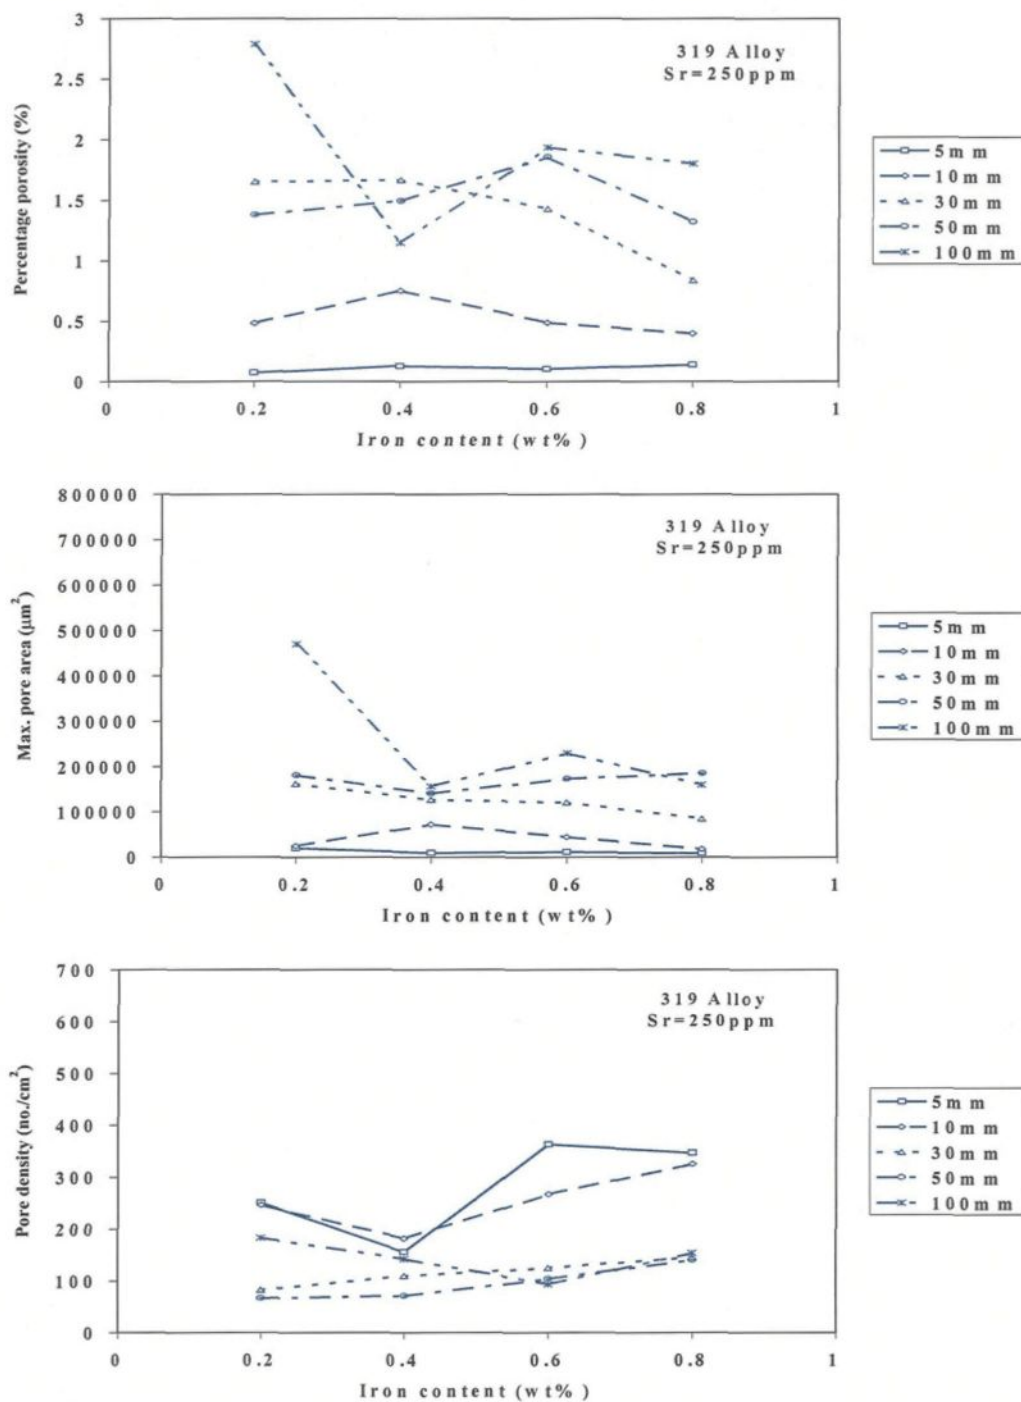 3
2.5
2
1.5
1
0.5
0
Percentage porosity (%)
319 Alloy
Sr=250ppm
0 0.2 0.4 0.6 0.8 1
Iron content (wt%)
5mm
10mm
30mm
50mm
100mm
800000
700000
600000
500000
400000
300000
200000
100000
0
Max. pore area (μm²)
319 Alloy
Sr=250ppm
0 0.2 0.4 0.6 0.8 1
Iron content (wt%)
5mm
10mm
30mm
50mm
100mm
700
600
500
400
300
200
100
0
Pore density (no./cm²)
319 Alloy
Sr=250ppm
0 0.2 0.4 0.6 0.8 1
Iron content (wt%)
5mm
10mm
30mm
50mm
100mm